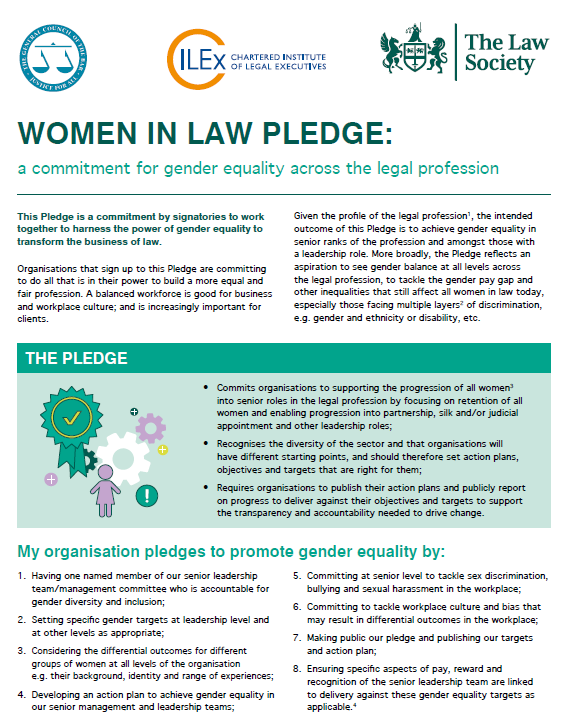 THE GENERAL COUNCIL OF THE BAR
JUSTICE FOR ALL
CILEx CHARTERED INSTITUTE
OF LEGAL EXECUTIVES
The Law
Society
WOMEN IN LAW PLEDGE:
a commitment for gender equality across the legal profession
This Pledge is a commitment by signatories to work
together to harness the power of gender equality to
transform the business of law.
Organisations that sign up to this Pledge are committing
to do all that is in their power to build a more equal and
fair profession. A balanced workforce is good for business
and workplace culture; and is increasingly important for
clients.
Given the profile of the legal profession¹, the intended
outcome of this Pledge is to achieve gender equality in
senior ranks of the profession and amongst those with
a leadership role. More broadly, the Pledge reflects an
aspiration to see gender balance at all levels across
the legal profession, to tackle the gender pay gap and
other inequalities that still affect all women in law today,
especially those facing multiple layers² of discrimination,
e.g. gender and ethnicity or disability, etc.
THE PLEDGE
• Commits organisations to supporting the progression of all women³
into senior roles in the legal profession by focusing on retention of all
women and enabling progression into partnership, silk and/or judicial
appointment and other leadership roles;
• Recognises the diversity of the sector and that organisations will
have different starting points, and should therefore set action plans,
objectives and targets that are right for them;
• Requires organisations to publish their action plans and publicly report
on progress to deliver against their objectives and targets to support
the transparency and accountability needed to drive change.
My organisation pledges to promote gender equality by:
1. Having one named member of our senior leadership
team/management committee who is accountable for
gender diversity and inclusion;
2. Setting specific gender targets at leadership level and
at other levels as appropriate;
3. Considering the differential outcomes for different
groups of women at all levels of the organisation
e.g. their background, identity and range of experiences;
4. Developing an action plan to achieve gender equality in
our senior management and leadership teams;
5. Committing at senior level to tackle sex discrimination,
bullying and sexual harassment in the workplace;
6. Committing to tackle workplace culture and bias that
may result in differential outcomes in the workplace;
7. Making public our pledge and publishing our targets
and action plan;
8. Ensuring specific aspects of pay, reward and
recognition of the senior leadership team are linked
to delivery against these gender equality targets as
applicable.⁴